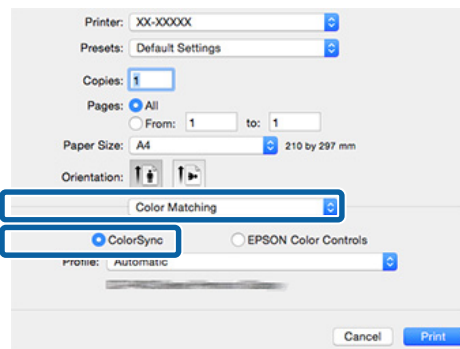 Printer: XX-XXXXX
Presets: Default Settings
Copies: 1
Pages: All
From: 1 to: 1
Paper Size: A4 210 by 297 mm
Orientation:
Color Matching
ColorSync EPSON Color Controls
Profile: Automatic
Cancel Print